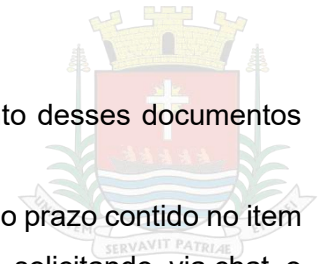 to desses documentos
o prazo contido no item
SERVAVIT PATRIAE
solicitando, via chat, o